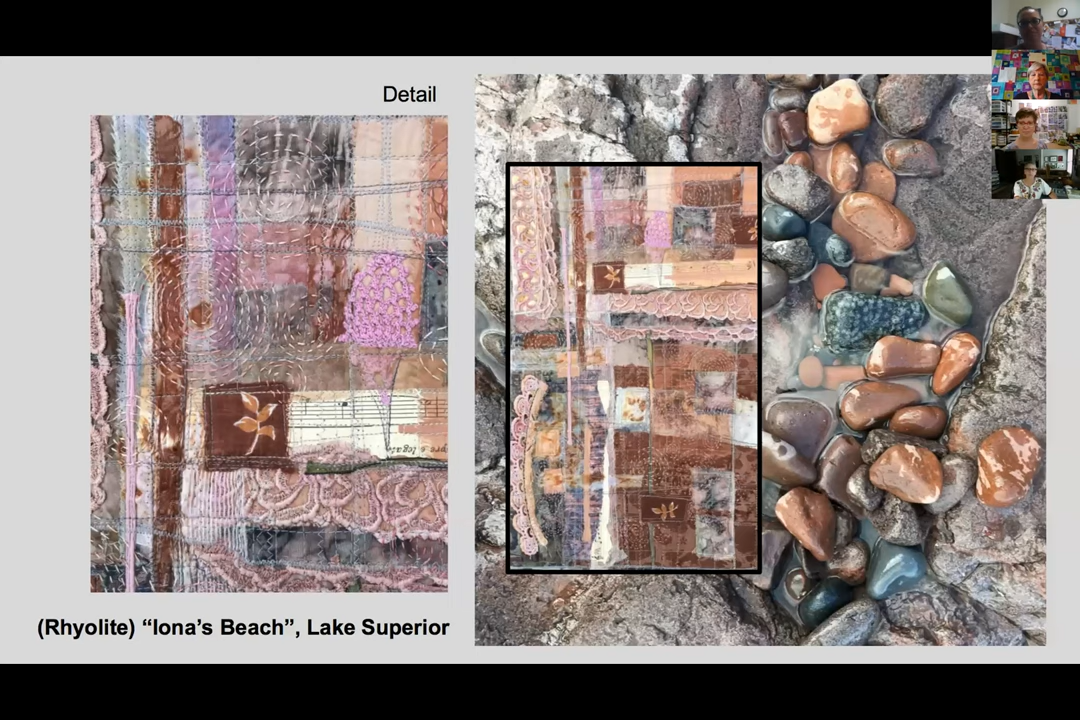 Detail
(Rhyolite) “Iona’s Beach”, Lake Superior